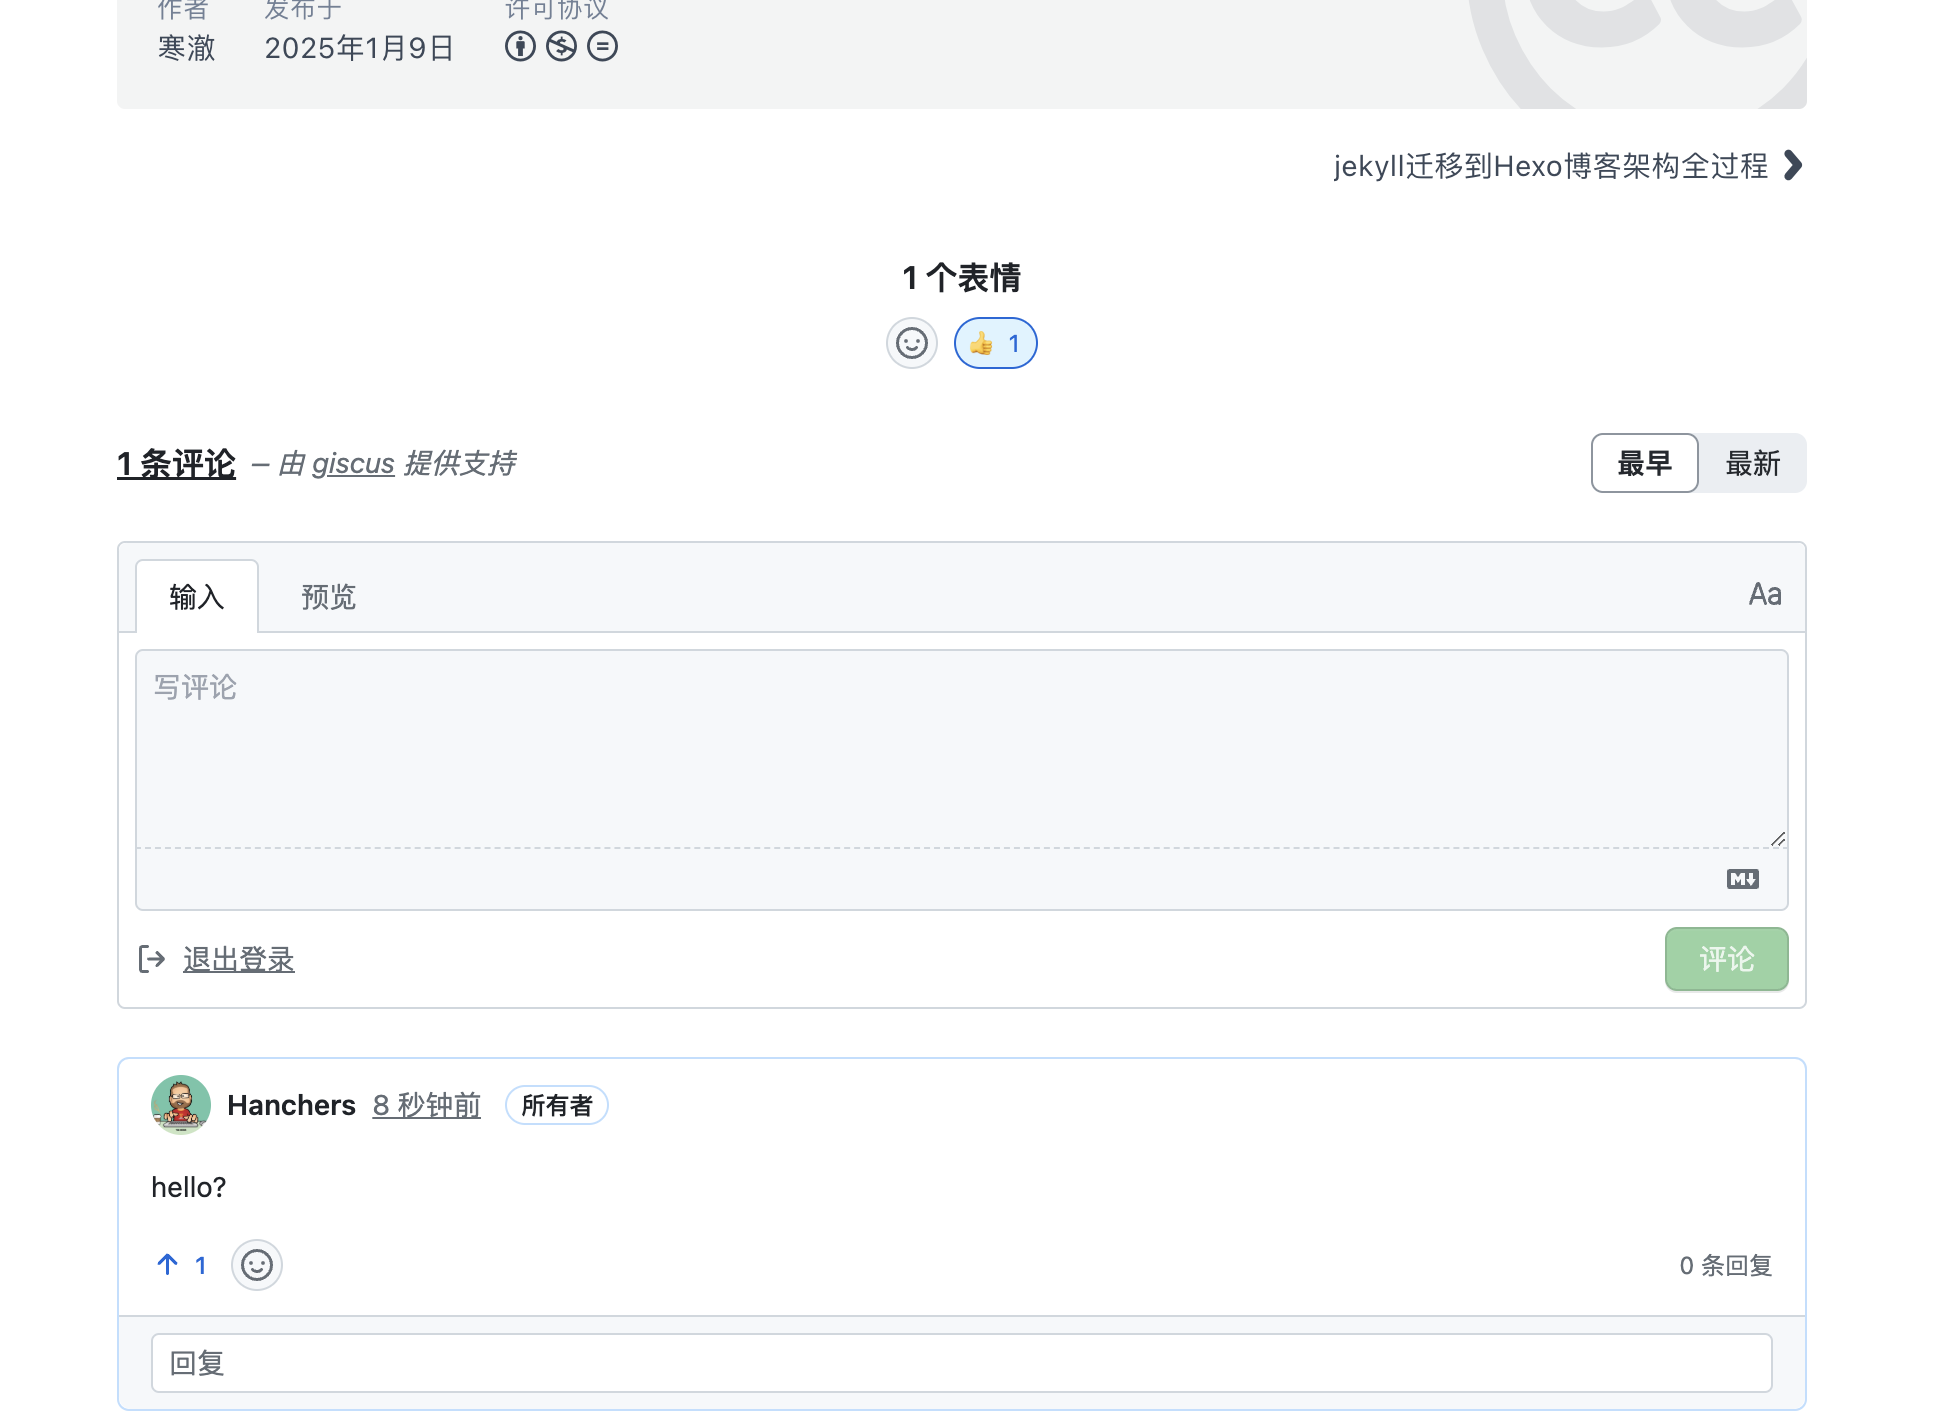 作者 发布于 许可协议
寒澈 2025年1月9日
jekyll迁移到Hexo博客架构全过程
1 个表情
1
1 条评论 – 由 giscus 提供支持
最早 最新
输入 预览 Aa
写评论
M
退出登录 评论
Hanchers 8 秒钟前 所有者
hello?
1 0 条回复
回复